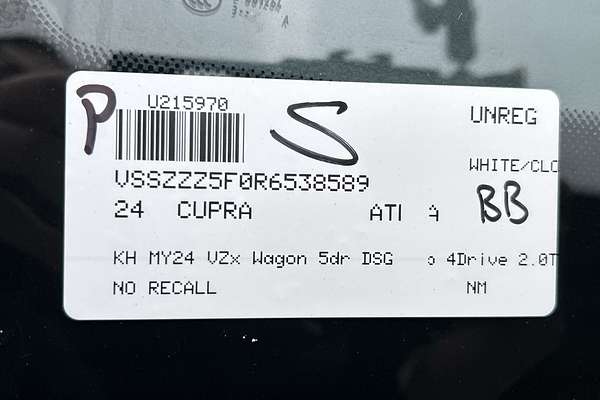 P
U215970
S
UNREG
WHITE/CLO
VSSZZZ5F0R6538589
24 CUPRA ATI
BB
KH MY24 VZx Wagon 5dr DSG 4Drive 2.0T
NO RECALL NM